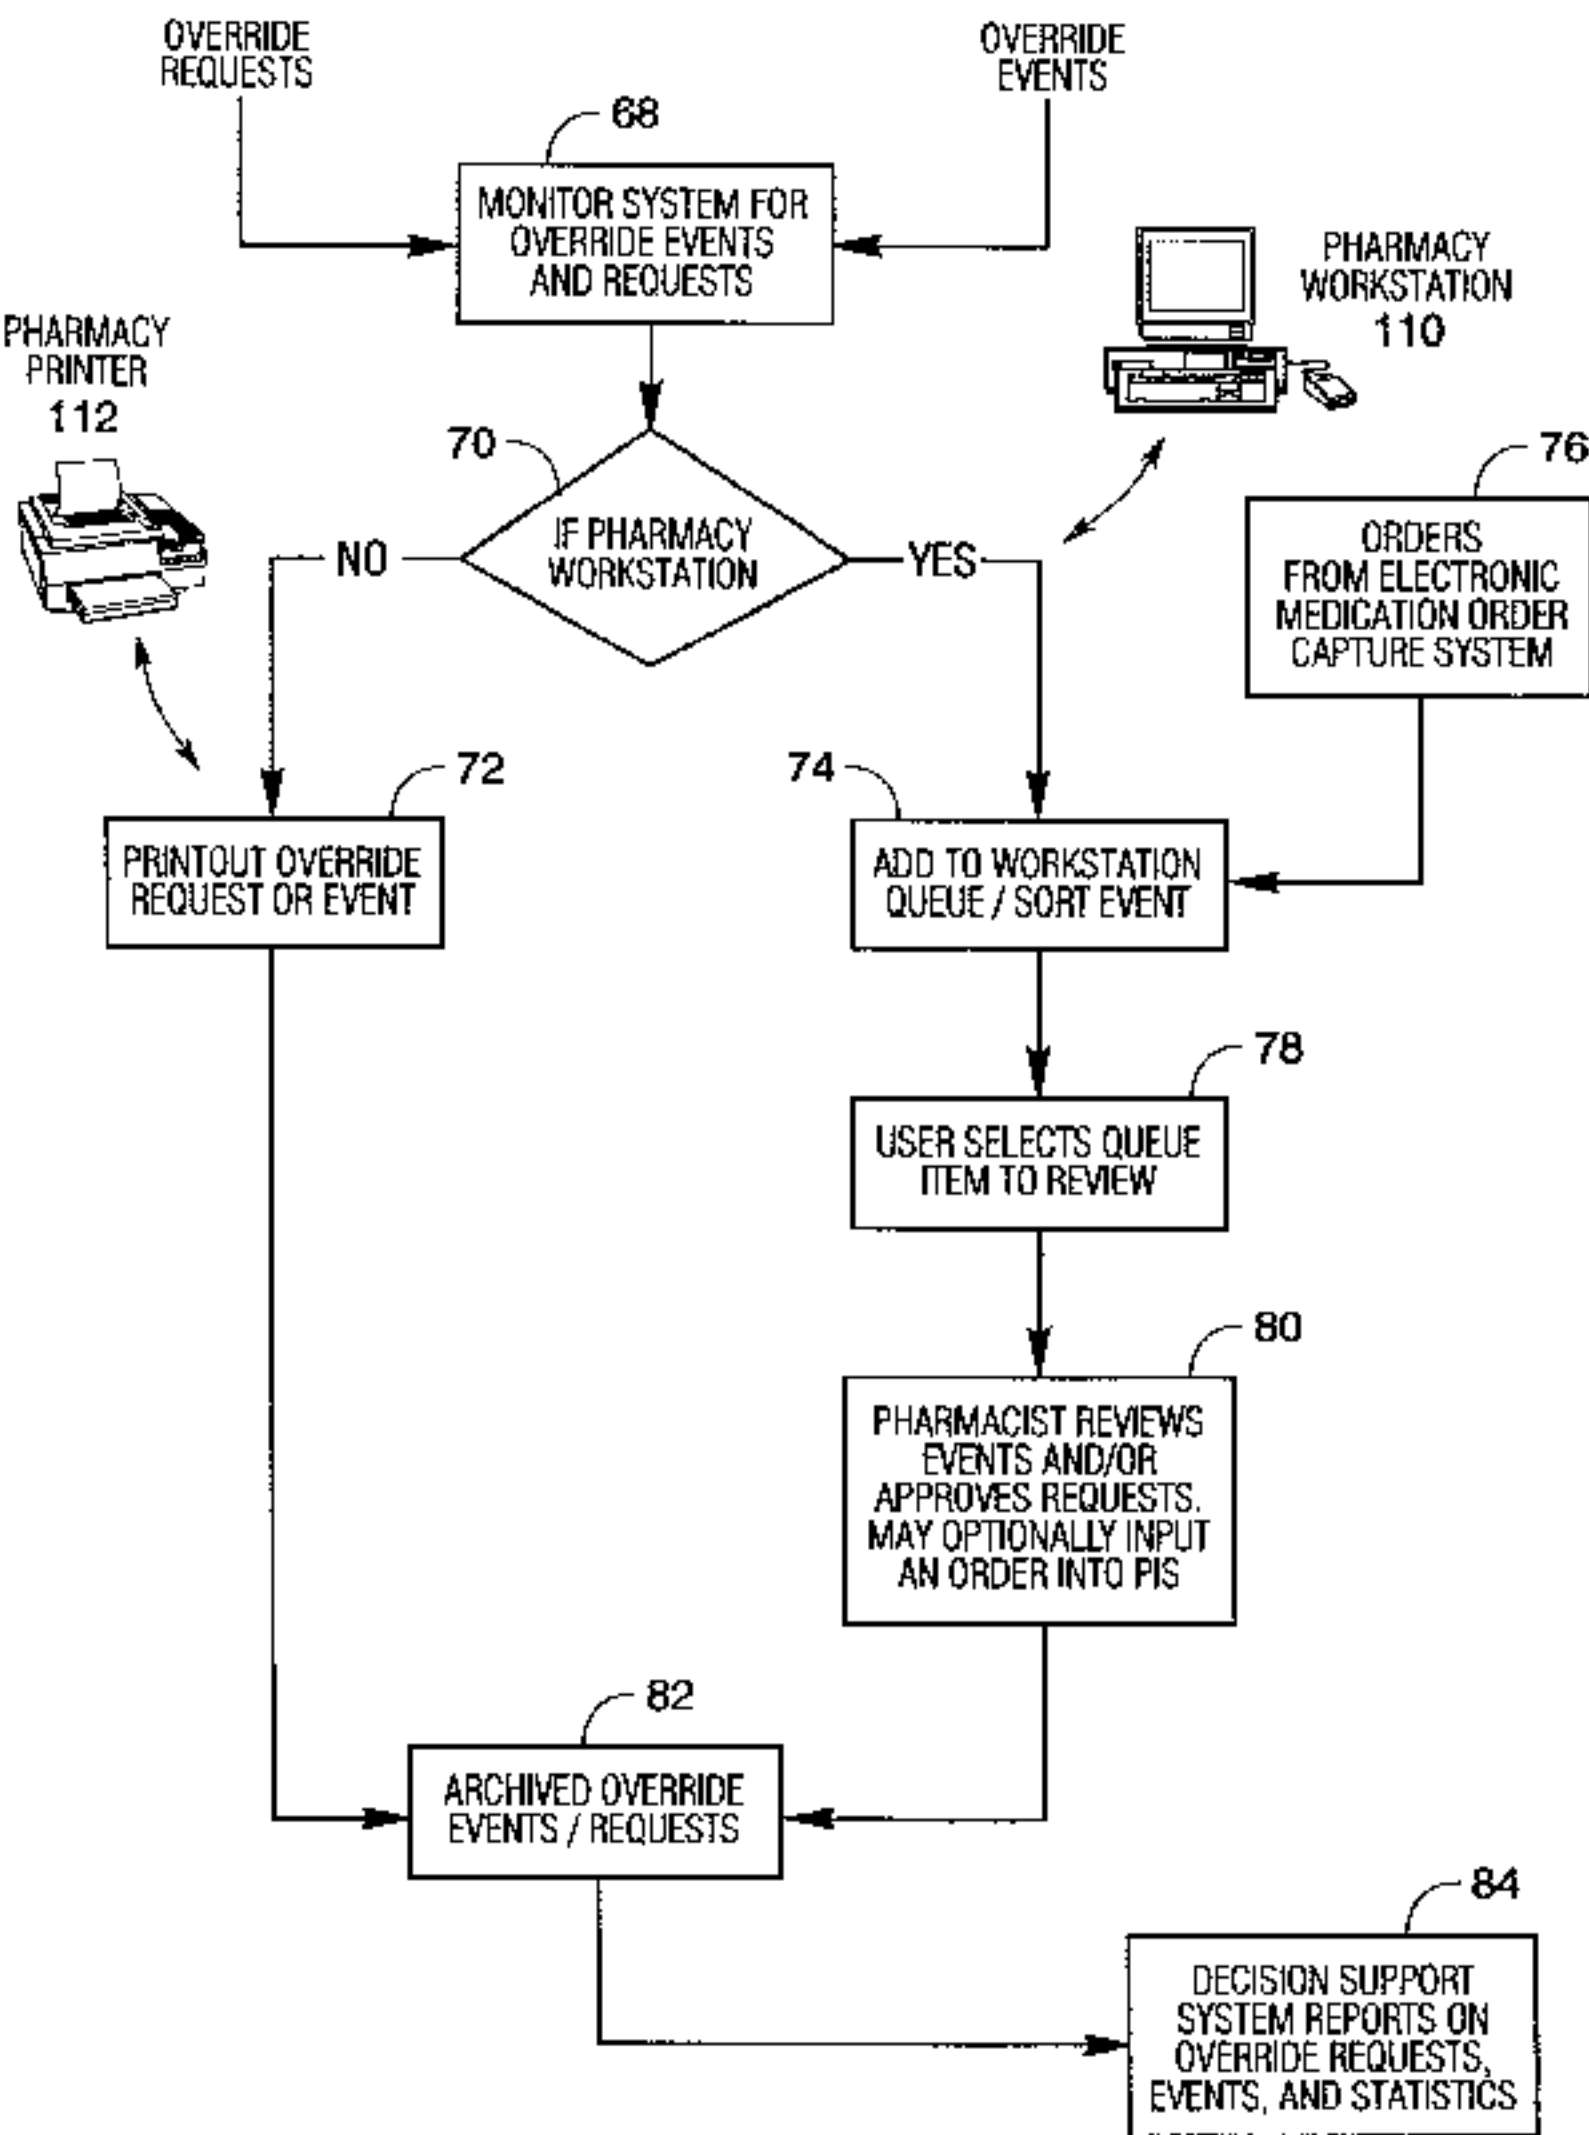 OVERRIDE
REQUESTS
OVERRIDE
EVENTS
68
MONITOR SYSTEM FOR
OVERRIDE EVENTS
AND REQUESTS
PHARMACY
WORKSTATION
110
PHARMACY
PRINTER
112
70
IF PHARMACY
WORKSTATION
NO
YES
76
ORDERS
FROM ELECTRONIC
MEDICATION ORDER
CAPTURE SYSTEM
72
PRINTOUT OVERRIDE
REQUEST OR EVENT
74
ADD TO WORKSTATION
QUEUE / SORT EVENT
78
USER SELECTS QUEUE
ITEM TO REVIEW
80
PHARMACIST REVIEWS
EVENTS AND/OR
APPROVES REQUESTS.
MAY OPTIONALLY INPUT
AN ORDER INTO PIS
82
ARCHIVED OVERRIDE
EVENTS / REQUESTS
84
DECISION SUPPORT
SYSTEM REPORTS ON
OVERRIDE REQUESTS,
EVENTS, AND STATISTICS